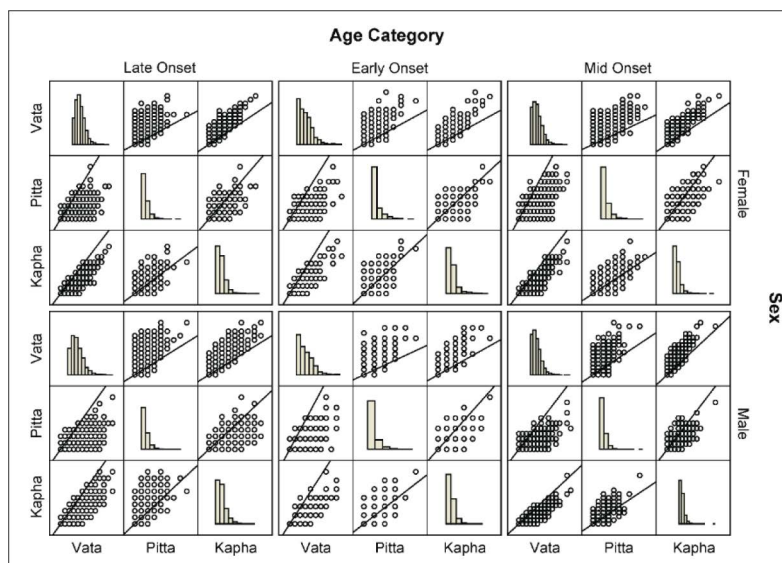 Age Category
Late Onset Early Onset Mid Onset
Vata
Pitta
Kapha
Female
Vata
Pitta
Kapha
Male
Sex
Vata Pitta Kapha Vata Pitta Kapha Vata Pitta Kapha